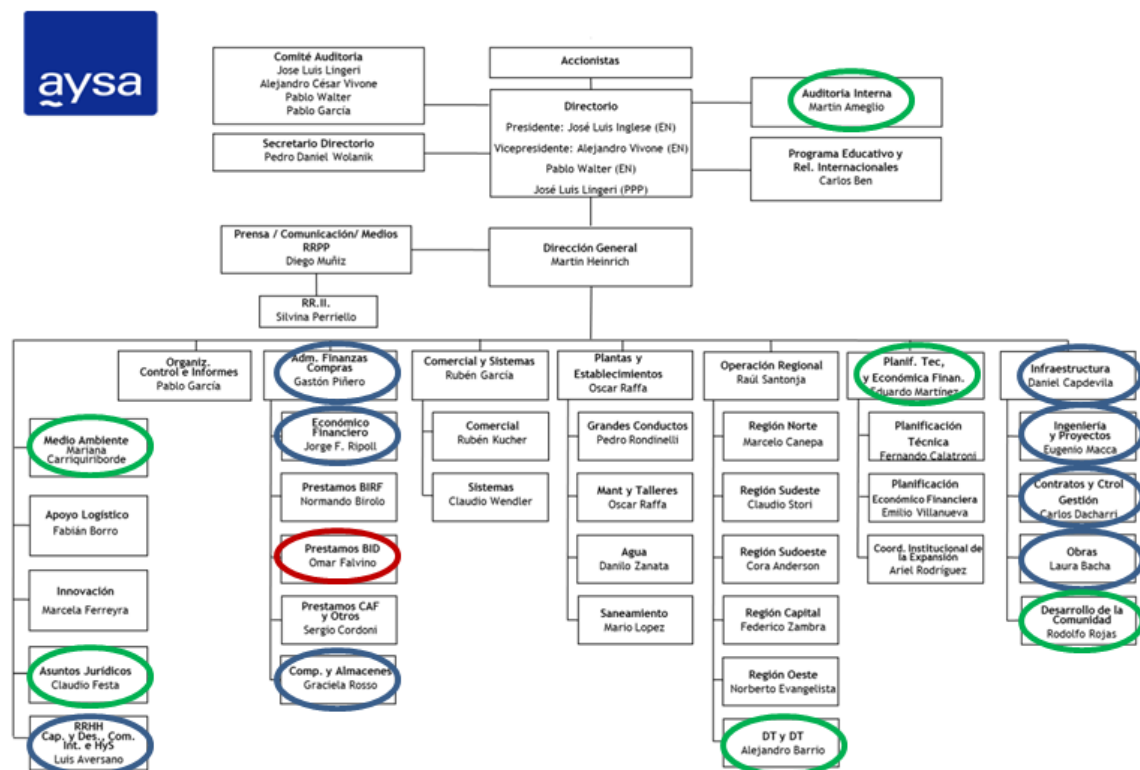 aysa
Comité Auditoria
Jose Luis Lingeri
Alejandro César Vivone
Pablo Walter
Pablo García
Accionistas
Directorio
Presidente: José Luis Inglese (EN)
Vicepresidente: Alejandro Vivone (EN)
Pablo Walter (EN)
José Luis Lingeri (PPP)
Auditoria Interna
Martin Ameglio
Secretario Directorio
Pedro Daniel Wolanik
Programa Educativo y
Rel. Internacionales
Carlos Ben
Prensa / Comunicación/ Medios
RRPP
Diego Muñiz
Dirección General
Martin Heinrich
RR.II.
Silvina Perriello
Organiz.
Control e Informes
Pablo García
Adm. Finanzas
Compras
Gastón Piñero
Comercial y Sistemas
Rubén García
Plantas y
Establecimientos
Oscar Raffa
Operación Regional
Raúl Santonja
Planif. Tec,
y Económica Finan.
Eduardo Martínez
Infraestructura
Daniel Capdevila
Medio Ambiente
Mariana
Carriquiriborde
Apoyo Logístico
Fabián Borro
Innovación
Marcela Ferreyra
Asuntos Jurídicos
Claudio Festa
RRHH
Cap. y Des., Com.
Int. e HyS
Luis Aversano
Económico
Financiero
Jorge F. Ripoll
Prestamos BIRF
Normando Birolo
Prestamos BID
Omar Falvino
Prestamos CAF
y Otros
Sergio Cordoni
Comp. y Almacenes
Graciela Rosso
Comercial
Rubén Kucher
Sistemas
Claudio Wendler
Grandes Conductos
Pedro Rondinelli
Mant y Talleres
Oscar Raffa
Agua
Danilo Zanata
Saneamiento
Mario Lopez
Región Norte
Marcelo Canepa
Región Sudeste
Claudio Stori
Región Sudoeste
Cora Anderson
Región Capital
Federico Zambra
Región Oeste
Norberto Evangelista
DT y DT
Alejandro Barrio
Planificación
Técnica
Fernando Calatroni
Planificación
Económico Financiera
Emilio Villanueva
Coord. Institucional de
la Expansión
Ariel Rodríguez
Ingeniería
y Proyectos
Eugenio Macca
Contratos y Ctrol
Gestión
Carlos Dacharri
Obras
Laura Bacha
Desarrollo de la
Comunidad
Rodolfo Rojas